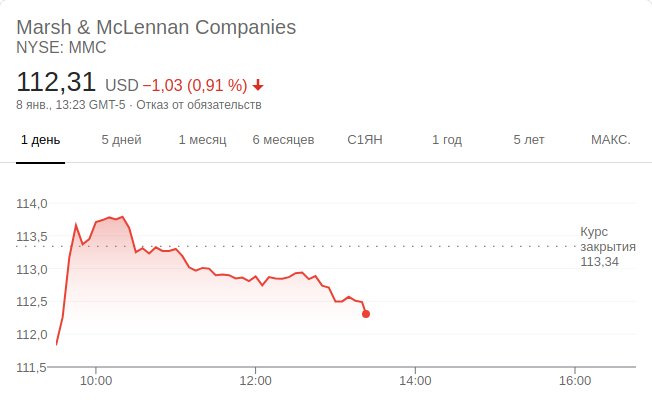 Marsh & McLennan Companies
NYSE: MMC
112,31 USD −1,03 (0,91 %)
8 янв., 13:23 GMT-5 · Отказ от обязательств
1 день 5 дней 1 месяц 6 месяцев С1ЯН 1 год 5 лет МАКС.
114,0
113,5
113,0
112,5
112,0
111,5
Курс
закрытия
113,34
10:00 12:00 14:00 16:00